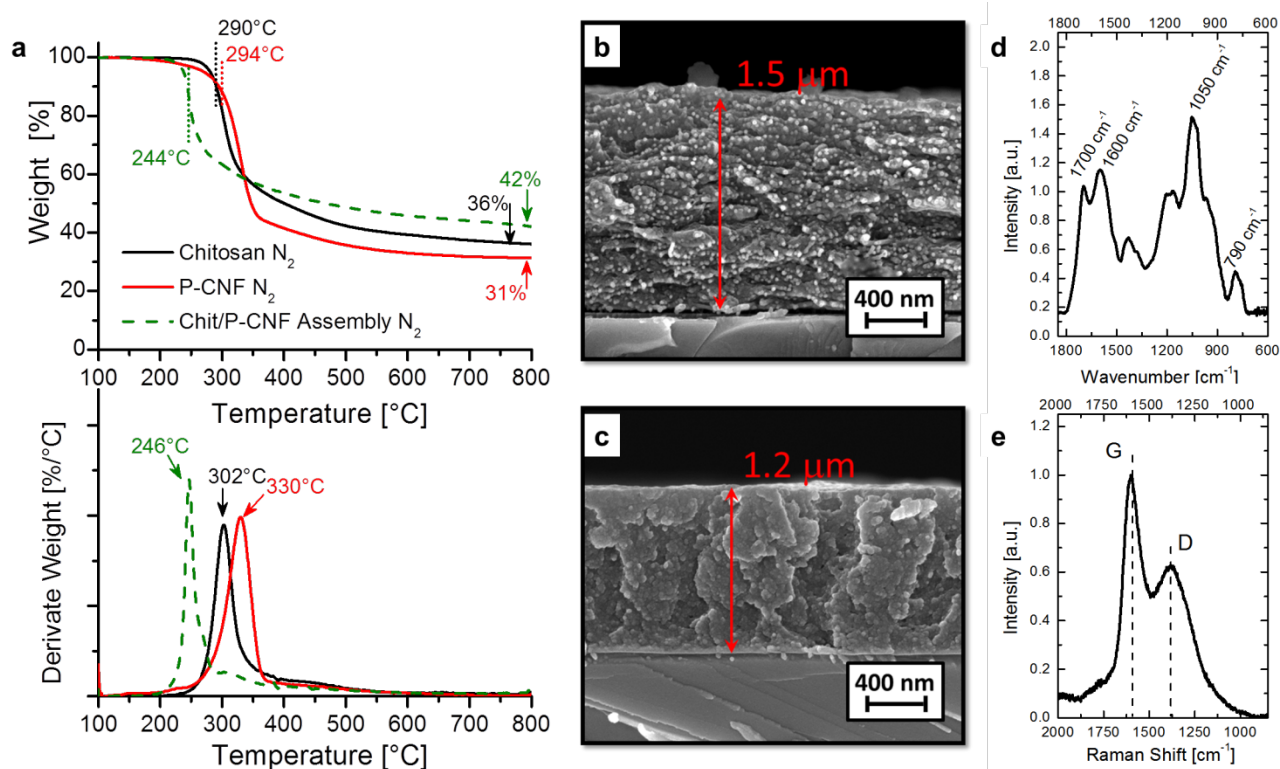 a
290°C
294°C
244°C
42%
36%
31%
100
80
60
40
20
0
Weight [%]
Chitosan N₂
P-CNF N₂
Chit/P-CNF Assembly N₂
100 200 300 400 500 600 700 800
Temperature [°C]
246°C
302°C
330°C
Derivate Weight [%/°C]
100 200 300 400 500 600 700 800
Temperature [°C]
b
1.5 µm
400 nm
c
1.2 µm
400 nm
d
1800 1500 1200 900 600
2.0
1.8
1.6
1.4
1.2
1.0
0.8
0.6
0.4
0.2
Intensity [a.u.]
1700 cm⁻¹
1600 cm⁻¹
1050 cm⁻¹
790 cm⁻¹
1800 1500 1200 900 600
Wavenumber [cm⁻¹]
e
2000 1750 1500 1250 1000
1.2
1.0
0.8
0.6
0.4
0.2
0.0
Intensity [a.u.]
G
D
2000 1750 1500 1250 1000
Raman Shift [cm⁻¹]